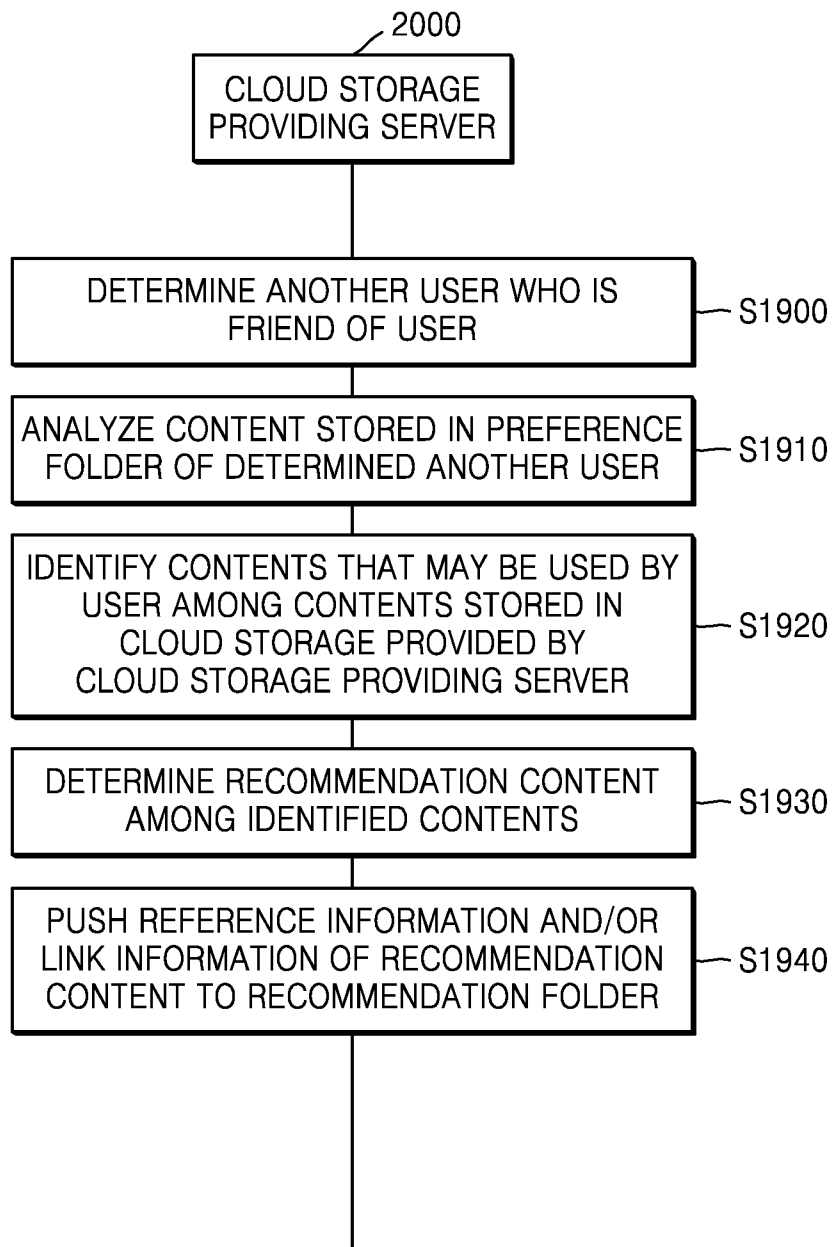 2000
CLOUD STORAGE
PROVIDING SERVER
DETERMINE ANOTHER USER WHO IS
FRIEND OF USER
S1900
ANALYZE CONTENT STORED IN PREFERENCE
FOLDER OF DETERMINED ANOTHER USER
S1910
IDENTIFY CONTENTS THAT MAY BE USED BY
USER AMONG CONTENTS STORED IN
CLOUD STORAGE PROVIDED BY
CLOUD STORAGE PROVIDING SERVER
S1920
DETERMINE RECOMMENDATION CONTENT
AMONG IDENTIFIED CONTENTS
S1930
PUSH REFERENCE INFORMATION AND/OR
LINK INFORMATION OF RECOMMENDATION
CONTENT TO RECOMMENDATION FOLDER
S1940